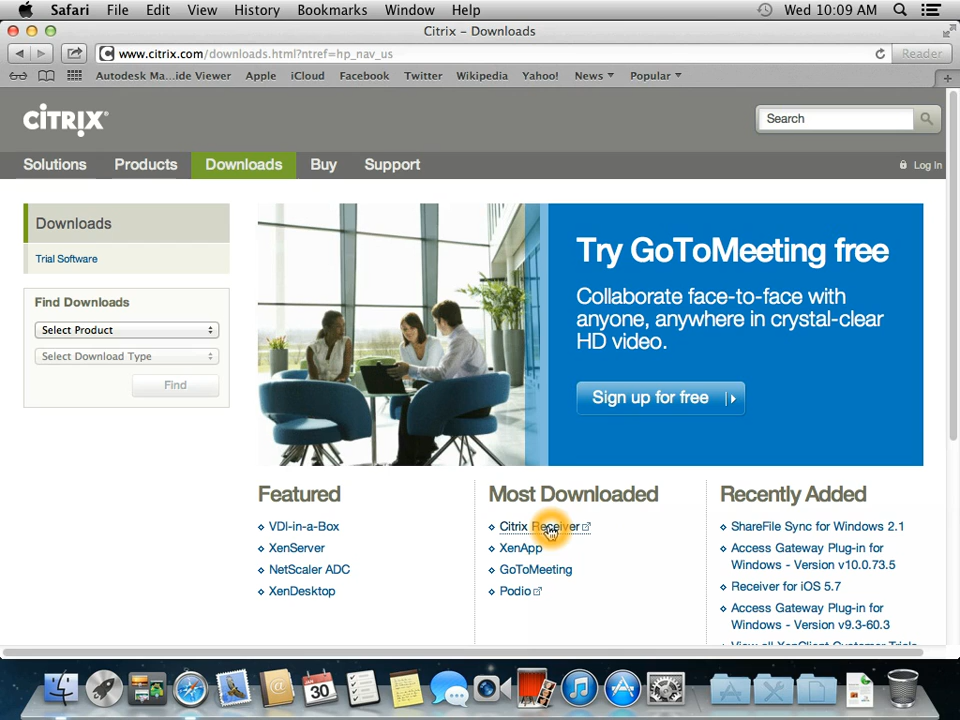 Safari File Edit View History Bookmarks Window Help Wed 10:09 AM
Citrix – Downloads
www.citrix.com/downloads.html?ntref=hp_nav_us Reader
Autodesk Ma...ide Viewer Apple iCloud Facebook Twitter Wikipedia Yahoo! News Popular
CITRIX
Search
Solutions Products Downloads Buy Support Log In
Downloads
Trial Software
Find Downloads
Select Product
Select Download Type
Find
Try GoToMeeting free
Collaborate face-to-face with
anyone, anywhere in crystal-clear
HD video.
Sign up for free
Featured
VDI-in-a-Box
XenServer
NetScaler ADC
XenDesktop
Most Downloaded
Citrix Receiver
XenApp
GoToMeeting
Podio
Recently Added
ShareFile Sync for Windows 2.1
Access Gateway Plug-in for
Windows - Version v10.0.73.5
Receiver for iOS 5.7
Access Gateway Plug-in for
Windows - Version v9.3-60.3
View all XenClient Customer Trials
JAN
30